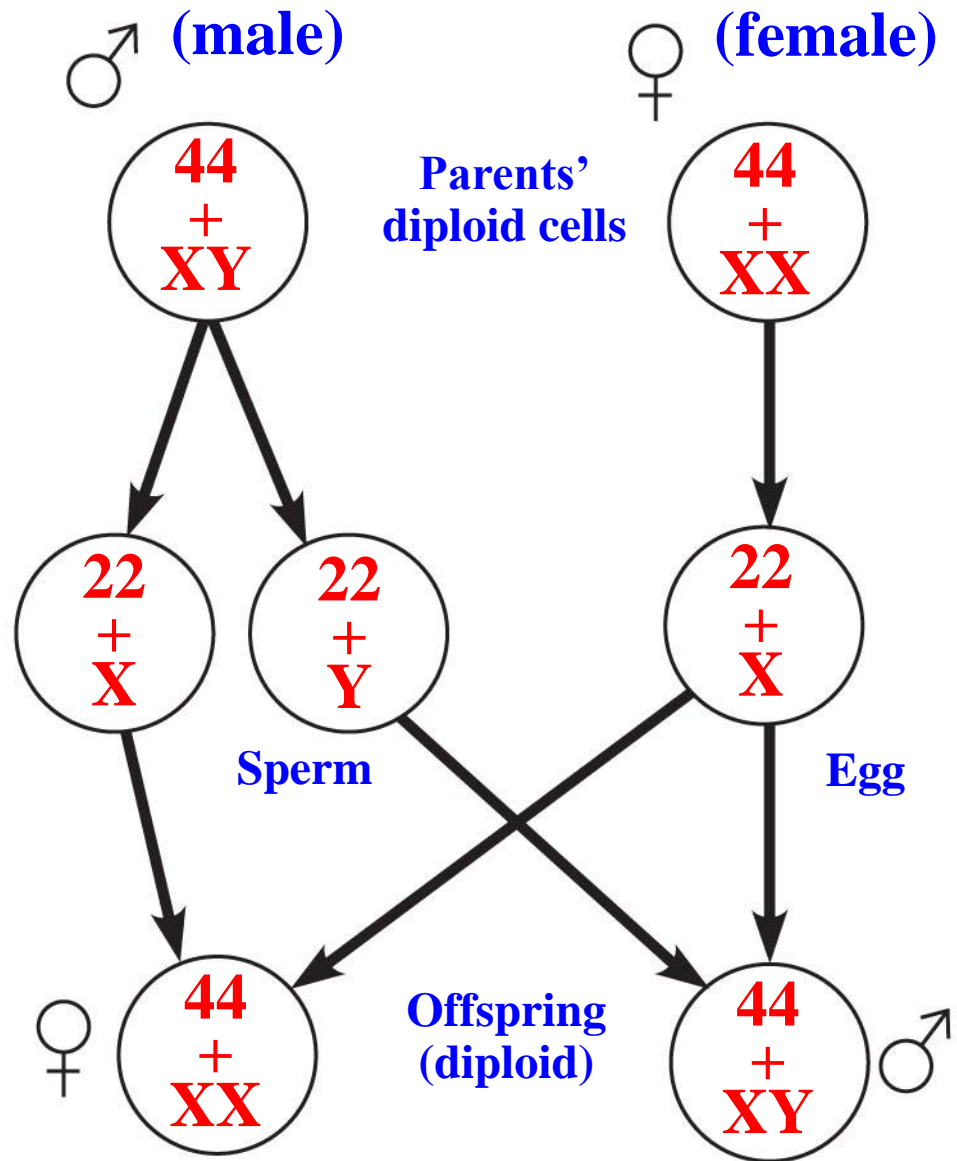 (male)
(female)
44
+
XY
Parents’
diploid cells
44
+
XX
22
+
X
22
+
Y
22
+
X
Sperm
Egg
44
+
XX
Offspring
(diploid)
44
+
XY